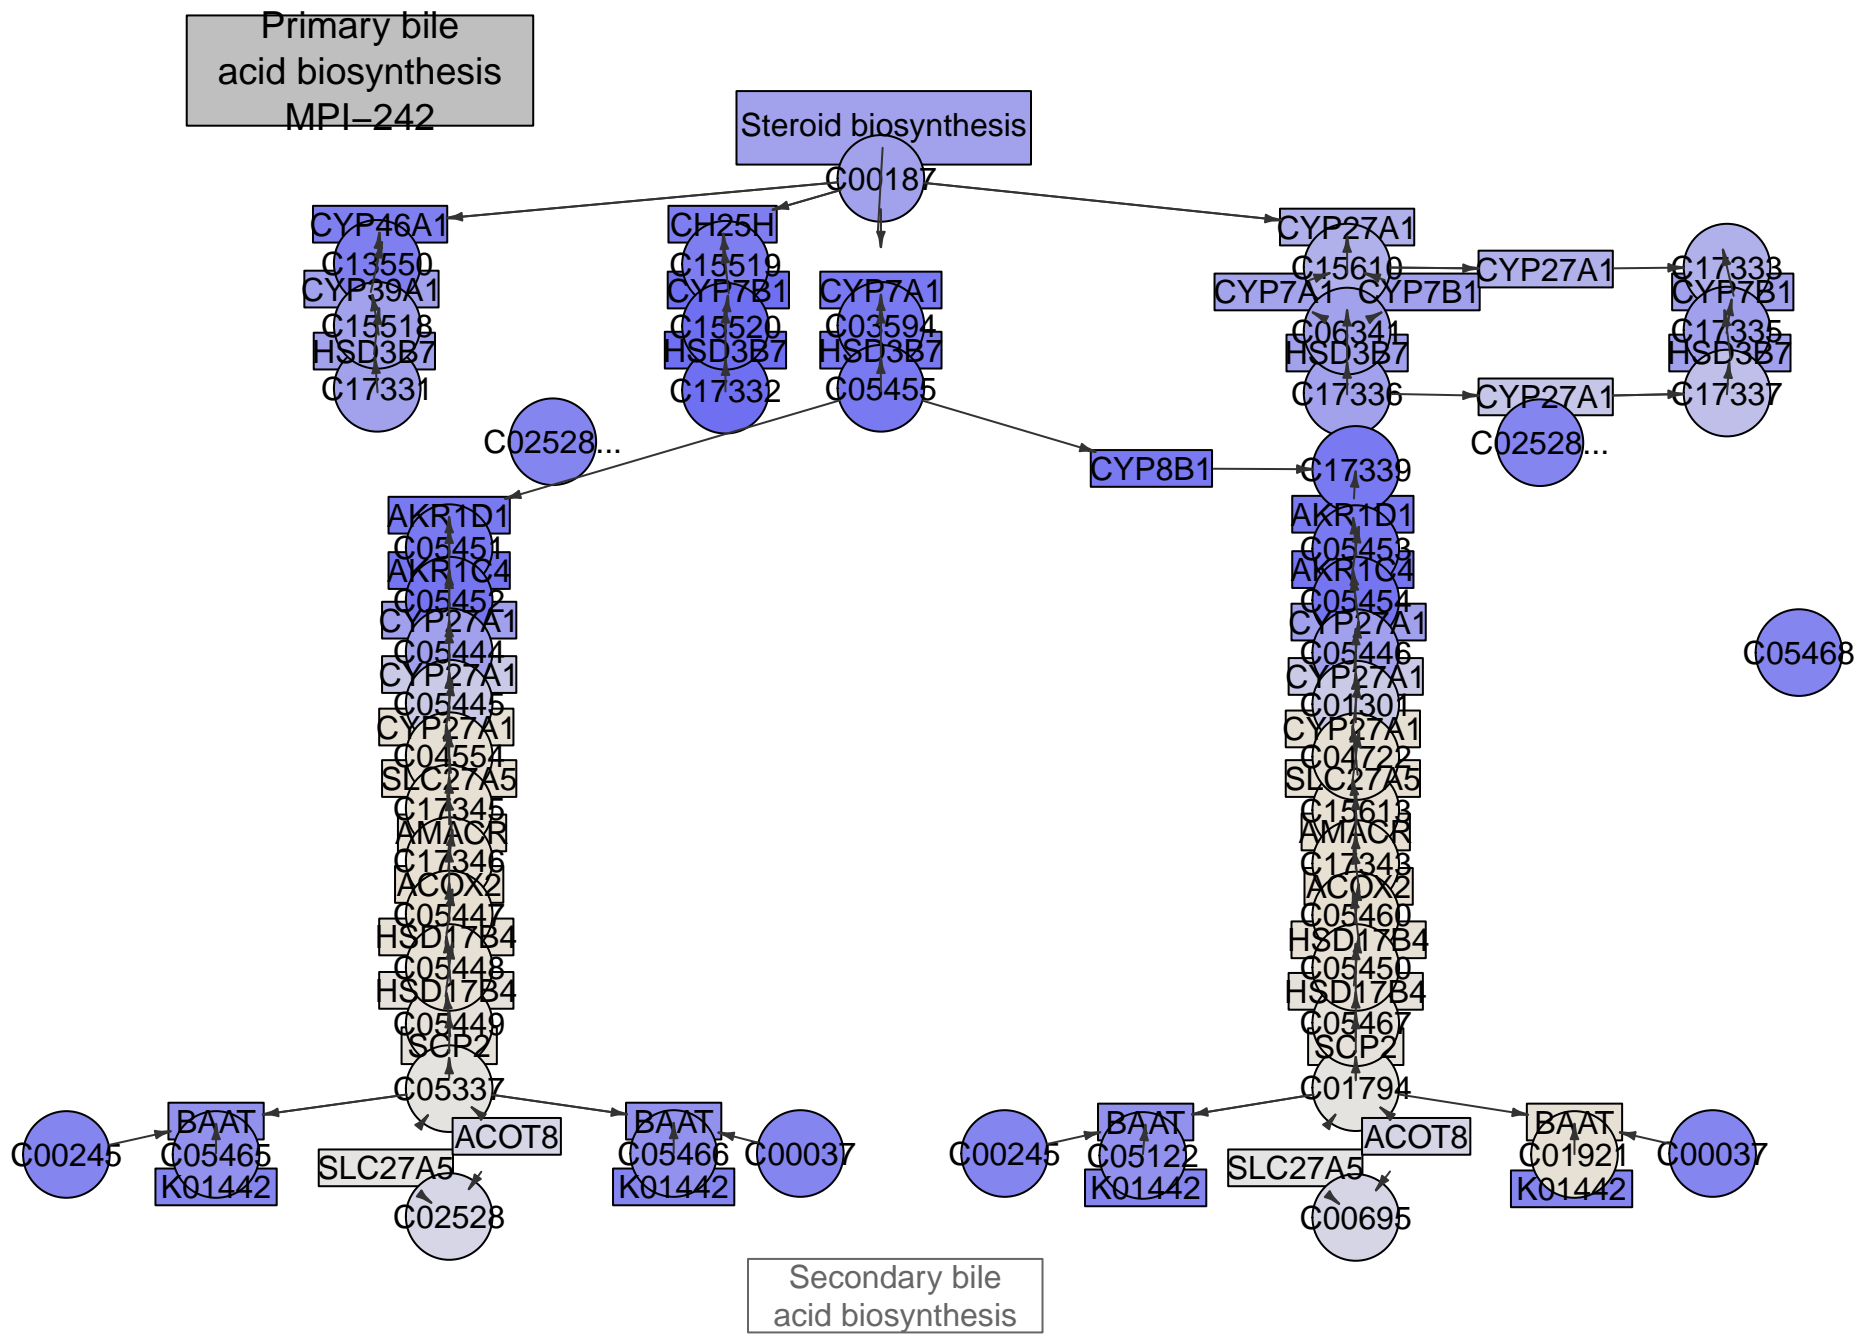 Primary bile
acid biosynthesis
MPI−242
Steroid biosynthesis
C00187
CYP46A1
CH25H
CYP27A1
C13550
C15519
C15610
CYP27A1
C17333
CYP39A1
CYP7B1
CYP7A1
CYP7A1
CYP7B1
CYP7B1
C15518
C15520
C03594
C06341
C17335
HSD3B7
HSD3B7
HSD3B7
HSD3B7
HSD3B7
C17331
C17332
C05455
C17336
CYP27A1
C17337
C02528...
C02528...
CYP8B1
C17339
AKR1D1
AKR1D1
C05451
C05453
AKR1C4
AKR1C4
C05452
C05454
CYP27A1
CYP27A1
C05444
C05446
C05468
CYP27A1
CYP27A1
C05445
C01301
CYP27A1
CYP27A1
C04554
C04722
SLC27A5
SLC27A5
C17345
C15613
AMACR
AMACR
C17346
C17343
ACOX2
ACOX2
C05447
C05460
HSD17B4
HSD17B4
C05448
C05450
HSD17B4
HSD17B4
C05449
C05467
SCP2
SCP2
C05337
C01794
BAAT
BAAT
BAAT
BAAT
ACOT8
ACOT8
C00245
C05465
C05466
C00037
C00245
C05122
C01921
C00037
SLC27A5
SLC27A5
K01442
K01442
K01442
K01442
C02528
C00695
Secondary bile
acid biosynthesis